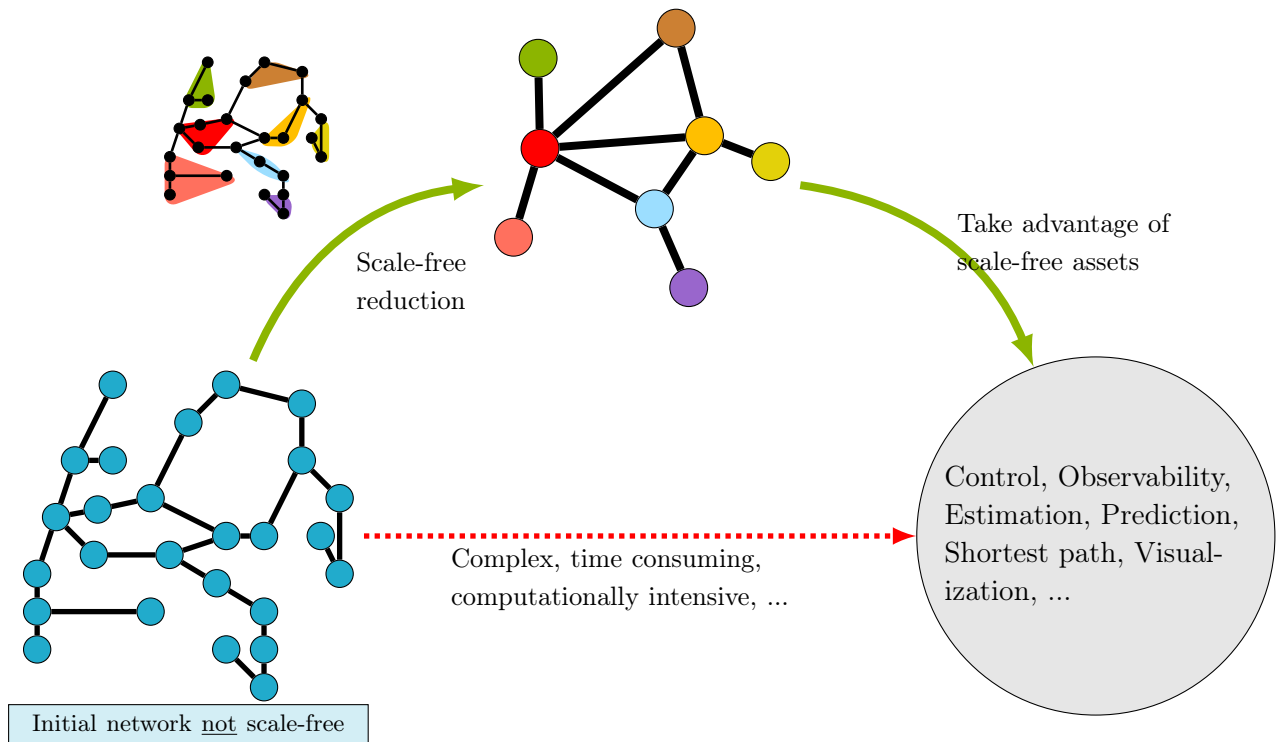 Scale-free
reduction
Take advantage of
scale-free assets
Control, Observability,
Estimation, Prediction,
Shortest path, Visual-
ization, ...
Complex, time consuming,
computationally intensive, ...
Initial network not scale-free